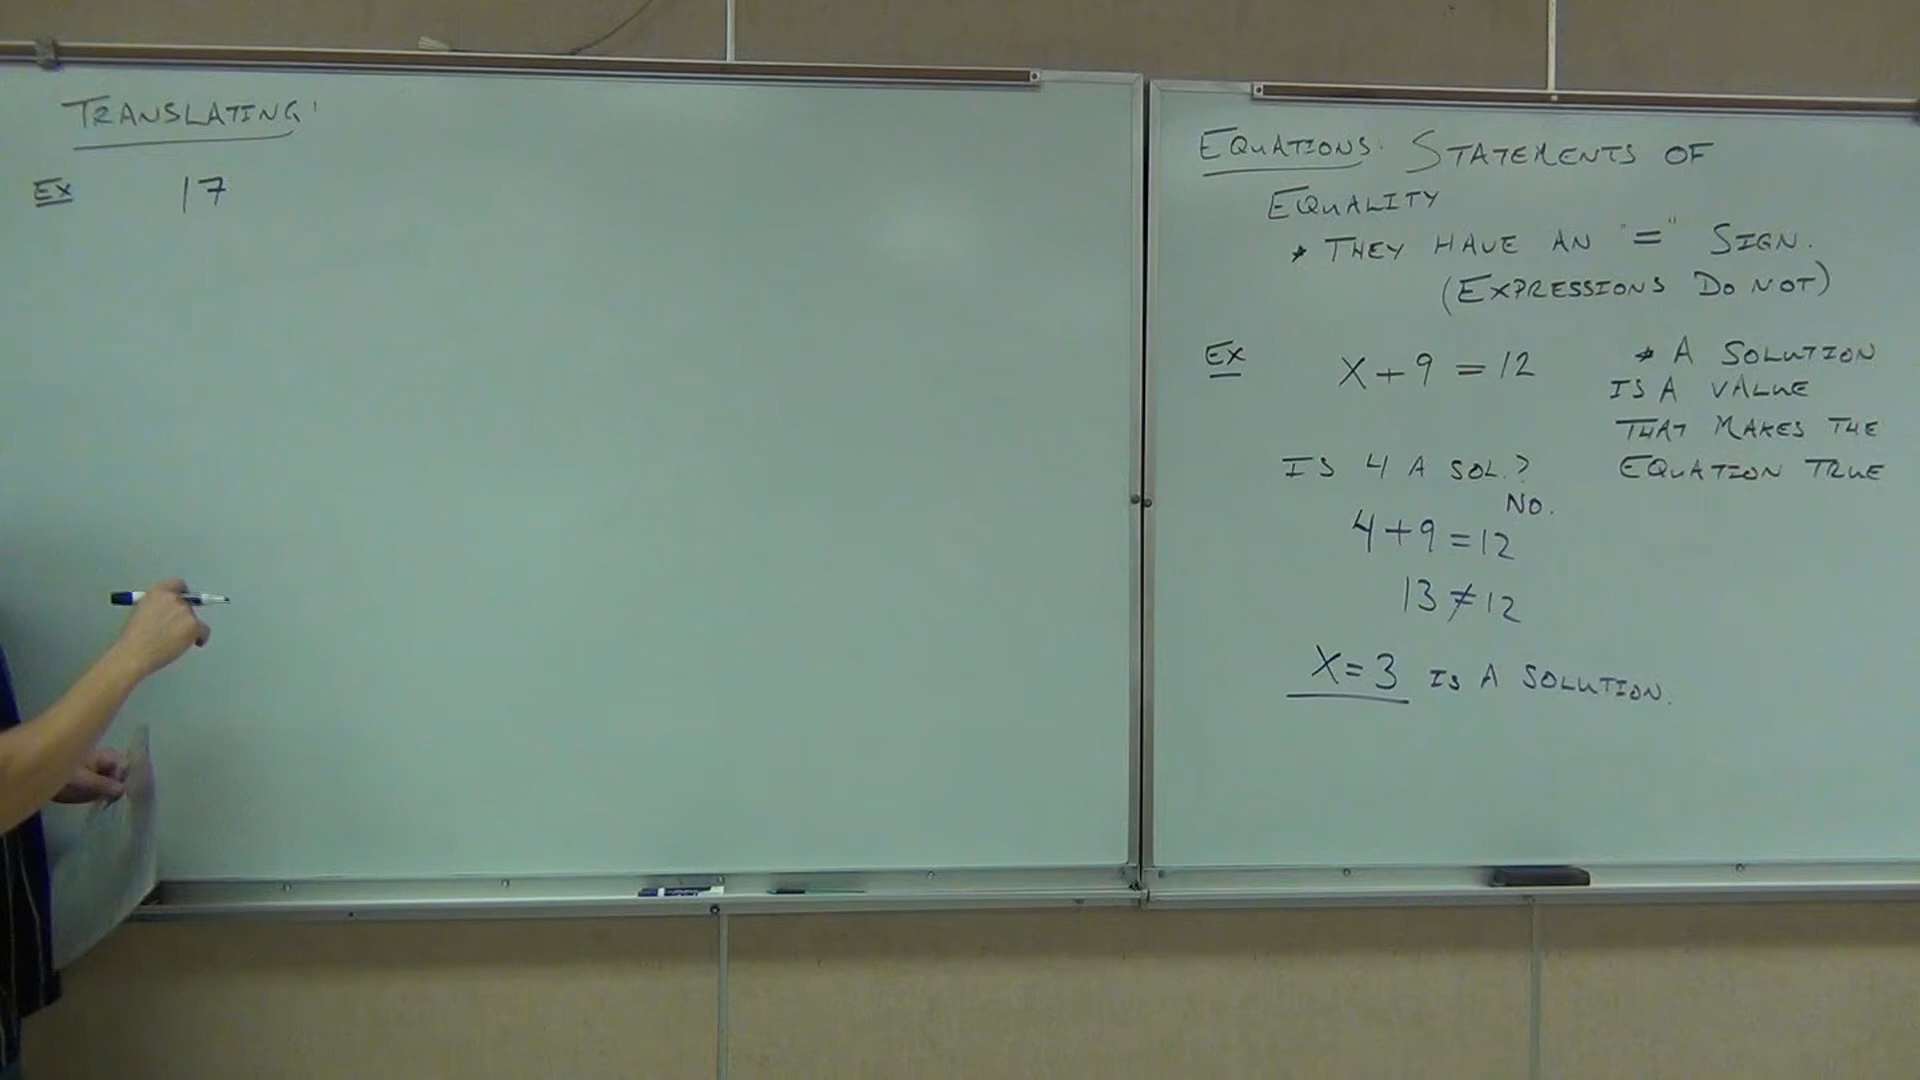 TRANSLATING:
EX 17
EQUATIONS: STATEMENTS OF
EQUALITY
* THEY HAVE AN "=" SIGN.
(EXPRESSIONS DO NOT)
EX X+9=12
* A SOLUTION
IS A VALUE
THAT MAKES THE
EQUATION TRUE
IS 4 A SOL.?
NO.
4+9=12
13≠12
X=3 IS A SOLUTION.